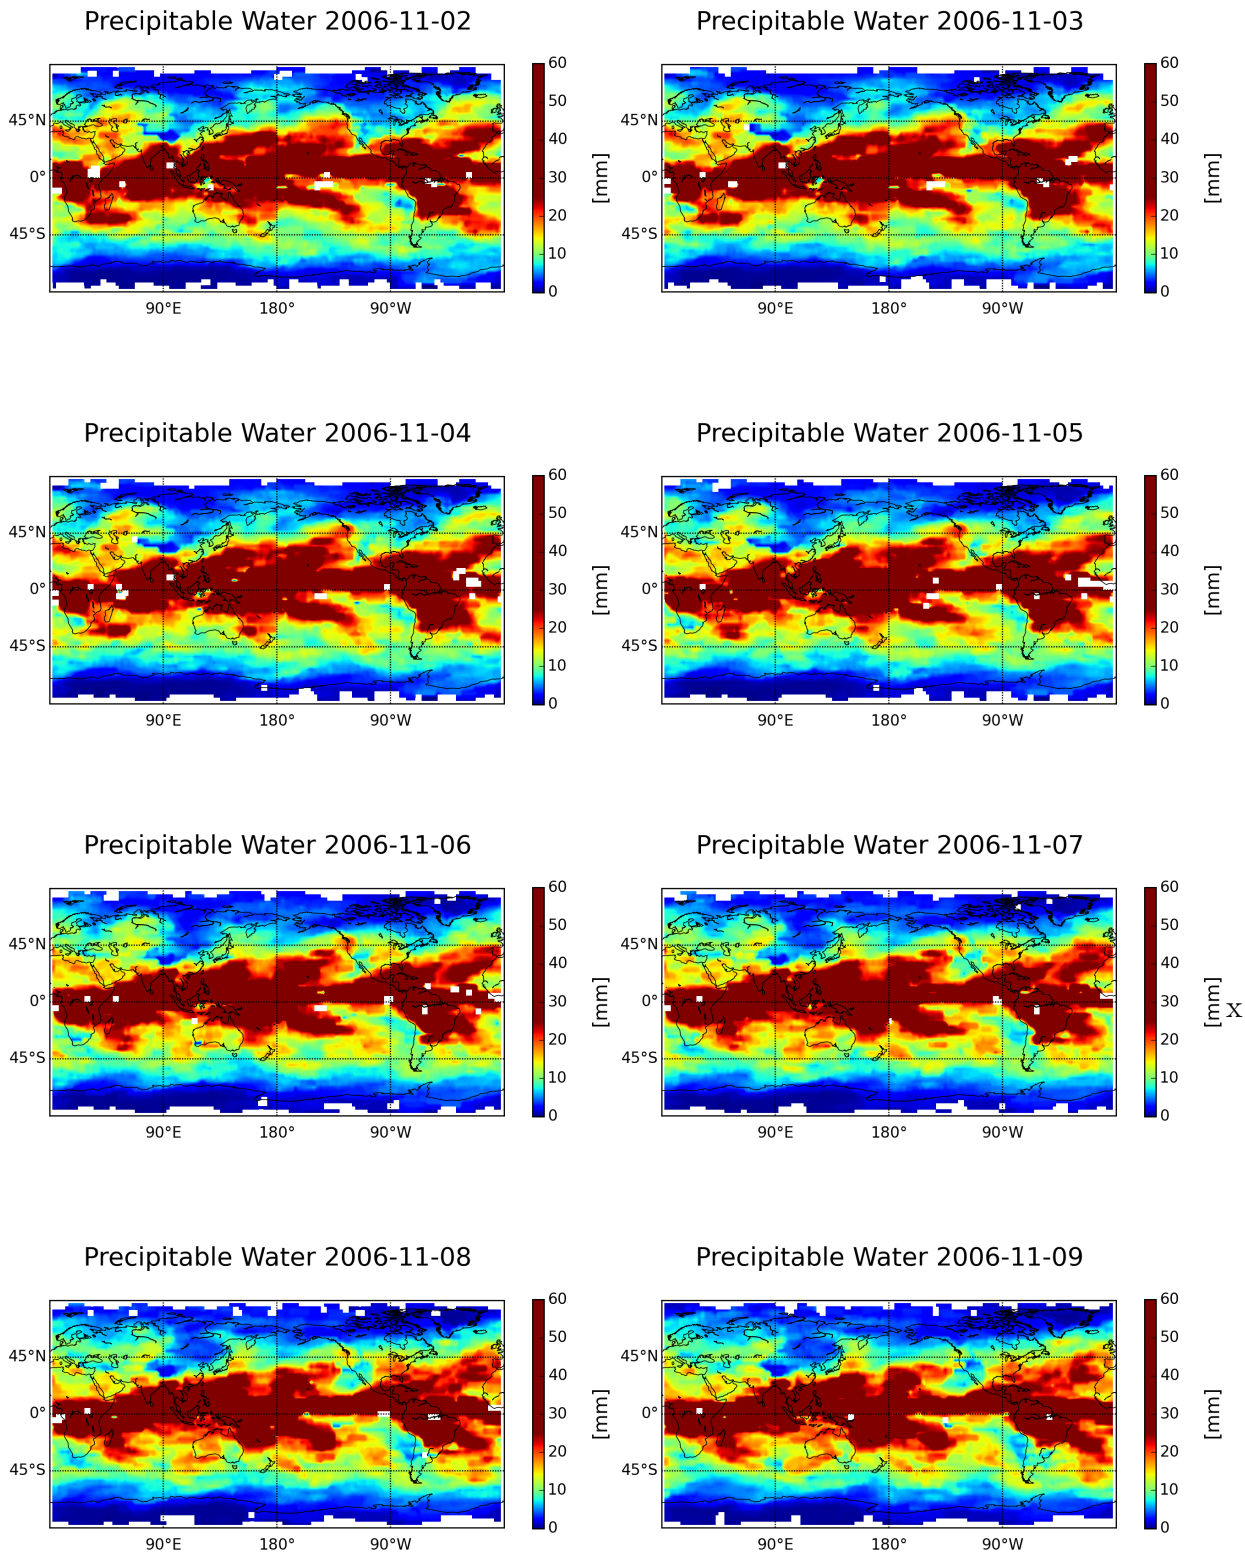 Precipitable Water 2006-11-02
60
50
45°N
40
0°
30
[mm]
20
45°S
10
0
90°E 180° 90°W
Precipitable Water 2006-11-03
60
50
45°N
40
0°
30
[mm]
20
45°S
10
0
90°E 180° 90°W
Precipitable Water 2006-11-04
60
50
45°N
40
0°
30
[mm]
20
45°S
10
0
90°E 180° 90°W
Precipitable Water 2006-11-05
60
50
45°N
40
0°
30
[mm]
20
45°S
10
0
90°E 180° 90°W
Precipitable Water 2006-11-06
60
50
45°N
40
0°
30
[mm]
20
45°S
10
0
90°E 180° 90°W
Precipitable Water 2006-11-07
60
50
45°N
40
0°
30
[mm] x
20
45°S
10
0
90°E 180° 90°W
Precipitable Water 2006-11-08
60
50
45°N
40
0°
30
[mm]
20
45°S
10
0
90°E 180° 90°W
Precipitable Water 2006-11-09
60
50
45°N
40
0°
30
[mm]
20
45°S
10
0
90°E 180° 90°W